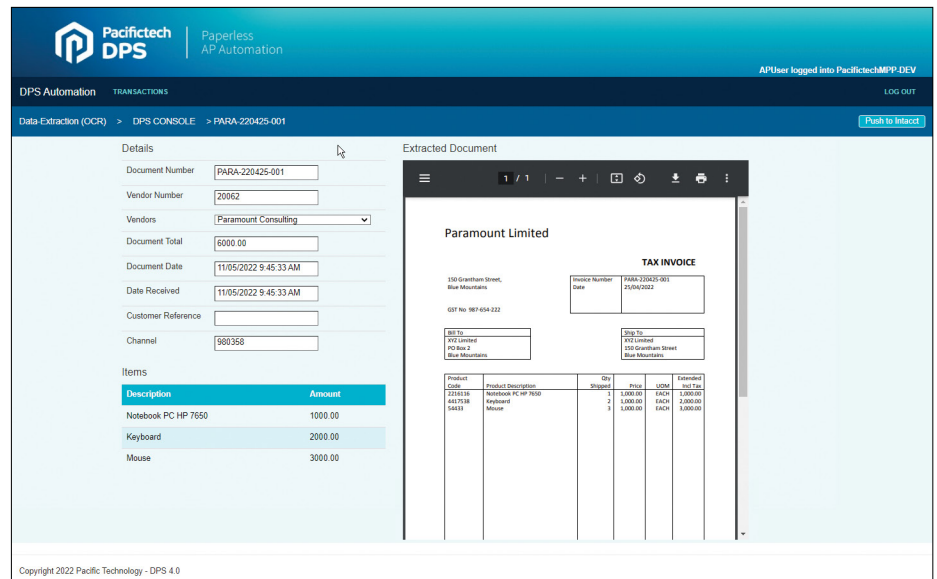 Pacifictech
DPS
Paperless
AP Automation
APUser logged into PacifictechMPP-DEV
DPS Automation TRANSACTIONS LOG OUT
Data-Extraction (OCR) > DPS CONSOLE > PARA-220425-001 Push to Intacct
Details
Document Number PARA-220425-001
Vendor Number 20062
Vendors Paramount Consulting
Document Total 6000.00
Document Date 11/05/2022 9:45:33 AM
Date Received 11/05/2022 9:45:33 AM
Customer Reference
Channel 980358
Items
Description Amount
Notebook PC HP 7650 1000.00
Keyboard 2000.00
Mouse 3000.00
Extracted Document
1 / 1
Paramount Limited
TAX INVOICE
150 Grantham Street,
Blue Mountains
Invoice Number PARA-220425-001
Date 25/04/2022
GST No 987-654-222
Bill To
XYZ Limited
PO Box 2
Blue Mountains
Ship To
XYZ Limited
150 Grantham Street
Blue Mountains
Product Qty Extended
Code Product Description Shipped Price UOM Incl Tax
2216116 Notebook PC HP 7650 1 1,000.00 EACH 1,000.00
4417538 Keyboard 2 1,000.00 EACH 2,000.00
54433 Mouse 3 1,000.00 EACH 3,000.00
Copyright 2022 Pacific Technology - DPS 4.0